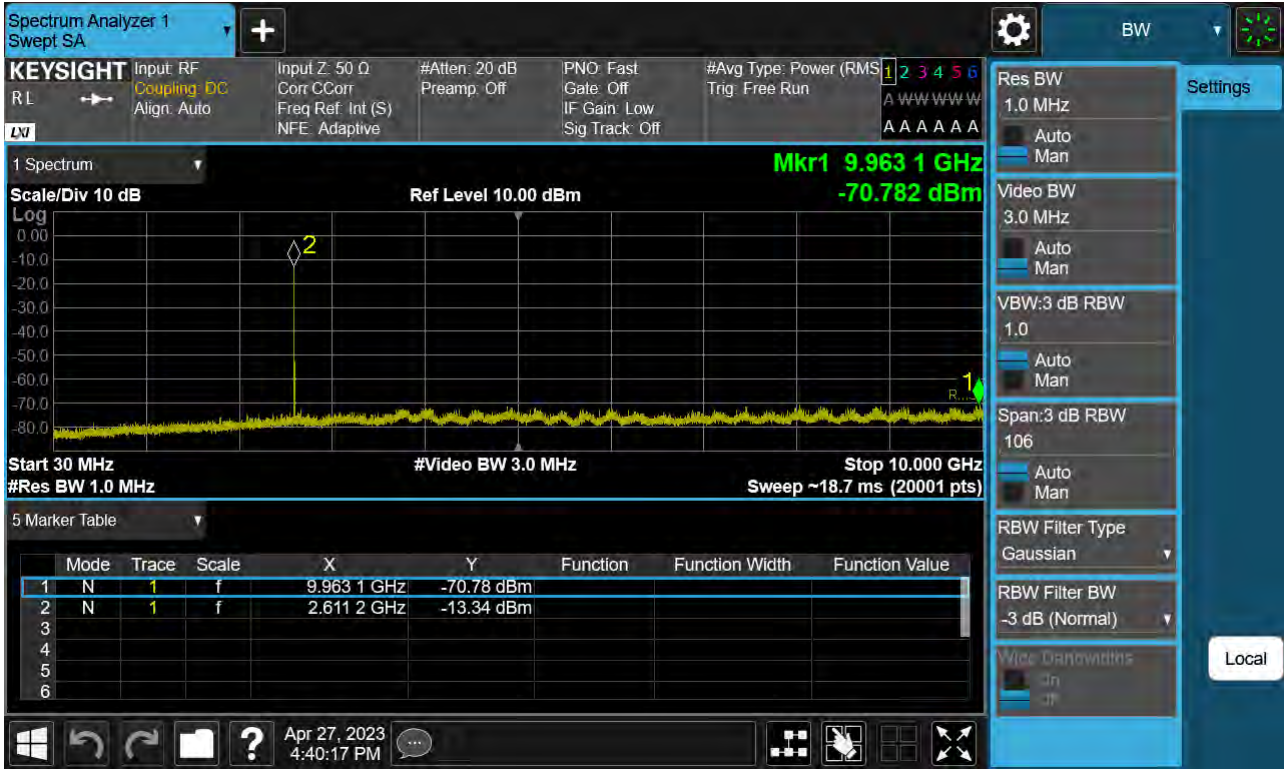 Spectrum Analyzer 1
Swept SA
BW
KEYSIGHT
RL
LXI
Input: RF
Coupling: DC
Align: Auto
Input Z: 50 Ω
Corr CCorr
Freq Ref: Int (S)
NFE: Adaptive
#Atten: 20 dB
Preamp: Off
PNO: Fast
Gate: Off
IF Gain: Low
Sig Track: Off
#Avg Type: Power (RMS
Trig: Free Run
1 2 3 4 5 6
A W W W W W
A A A A A A
1 Spectrum
Mkr1 9.963 1 GHz
-70.782 dBm
Scale/Div 10 dB
Ref Level 10.00 dBm
Log
0.00
-10.0
-20.0
-30.0
-40.0
-50.0
-60.0
-70.0
-80.0
2
1
Start 30 MHz
#Video BW 3.0 MHz
Stop 10.000 GHz
#Res BW 1.0 MHz
Sweep ~18.7 ms (20001 pts)
5 Marker Table
Mode Trace Scale X Y Function Function Width Function Value
1 N 1 f 9.963 1 GHz -70.78 dBm
2 N 1 f 2.611 2 GHz -13.34 dBm
3
4
5
6
Res BW
1.0 MHz
Auto
Man
Video BW
3.0 MHz
Auto
Man
VBW:3 dB RBW
1.0
Auto
Man
Span:3 dB RBW
106
Auto
Man
RBW Filter Type
Gaussian
RBW Filter BW
-3 dB (Normal)
Settings
Local
Apr 27, 2023
4:40:17 PM